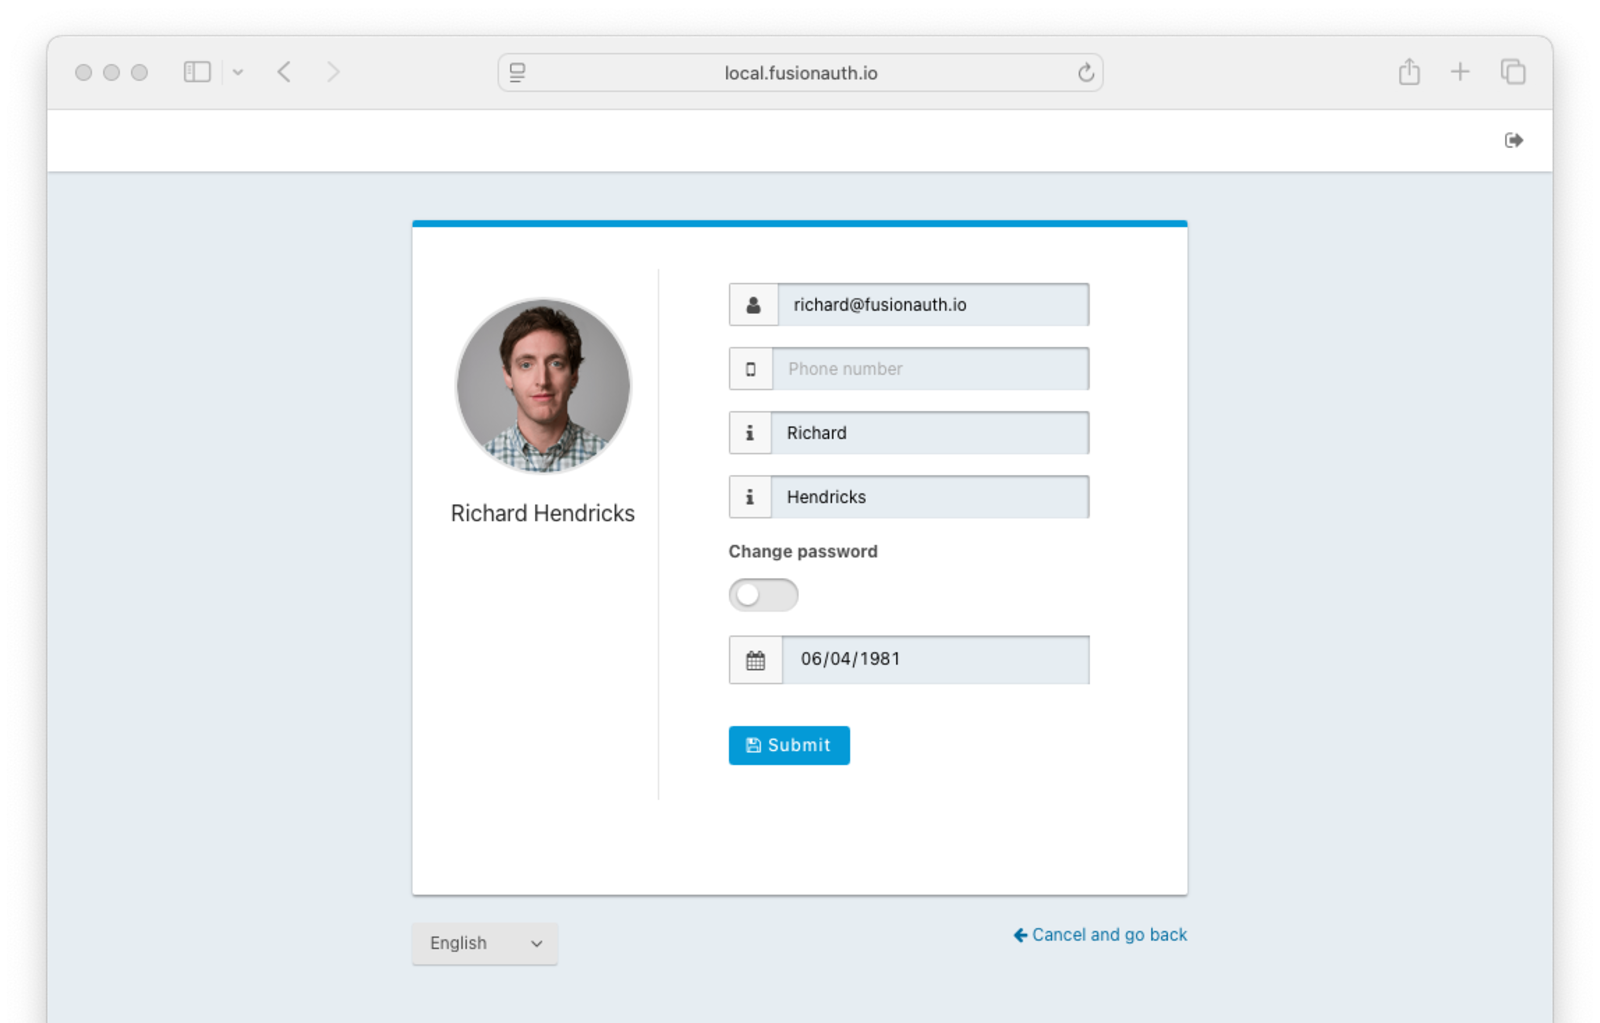 local.fusionauth.io
richard@fusionauth.io
Phone number
Richard
Hendricks
Richard Hendricks
Change password
06/04/1981
Submit
English
Cancel and go back